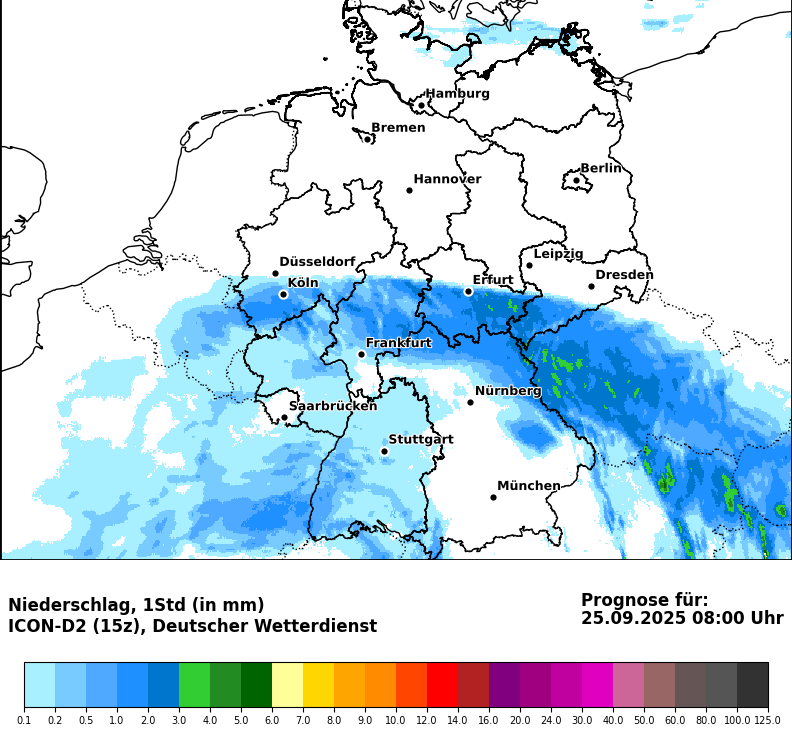 Hamburg
Bremen
Berlin
Hannover
Leipzig
Düsseldorf
Dresden
Köln
Erfurt
Frankfurt
Nürnberg
Saarbrücken
Stuttgart
München
Niederschlag, 1Std (in mm)
ICON-D2 (15z), Deutscher Wetterdienst
Prognose für:
25.09.2025 08:00 Uhr
0.1 0.2 0.5 1.0 2.0 3.0 4.0 5.0 6.0 7.0 8.0 9.0 10.0 12.0 14.0 16.0 20.0 24.0 30.0 40.0 50.0 60.0 80.0 100.0 125.0